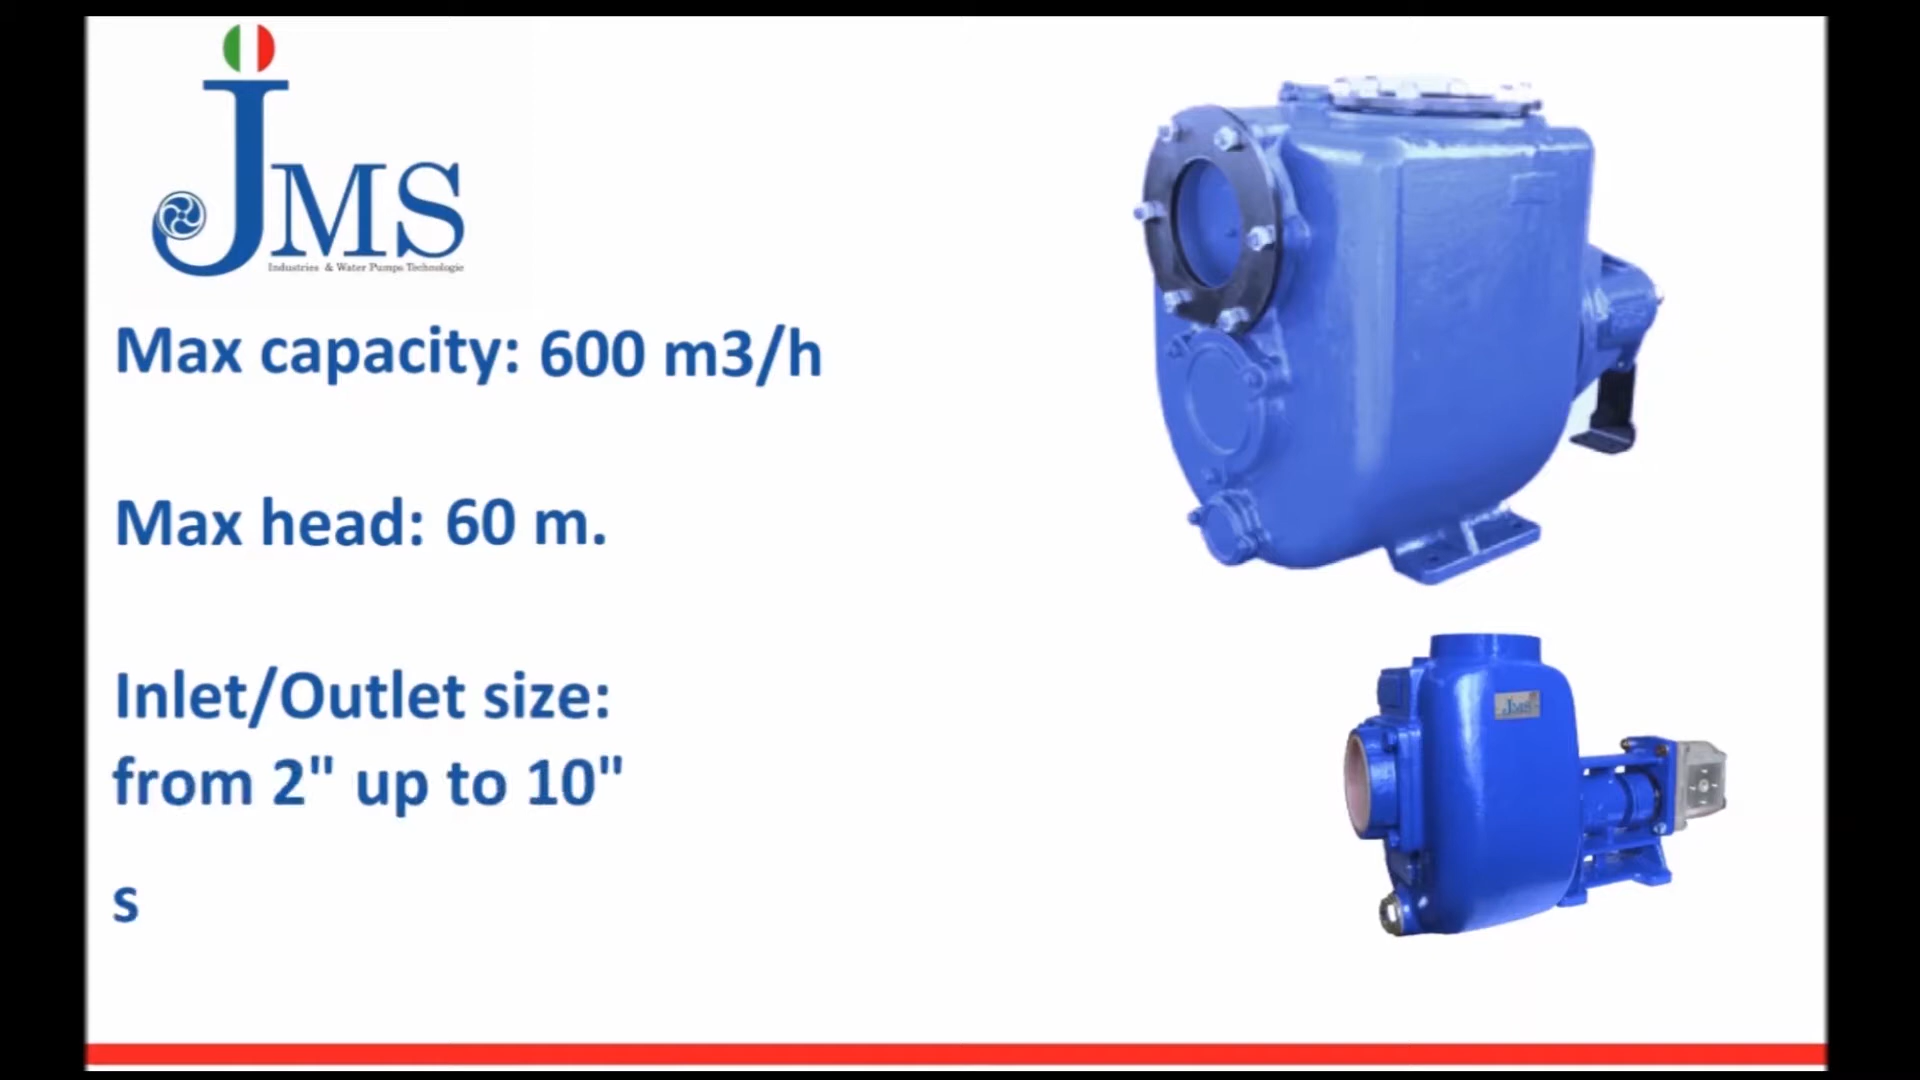 JMS
Industries & Water Pumps Technologie
Max capacity: 600 m3/h
Max head: 60 m.
Inlet/Outlet size:
from 2" up to 10"
s
JMS